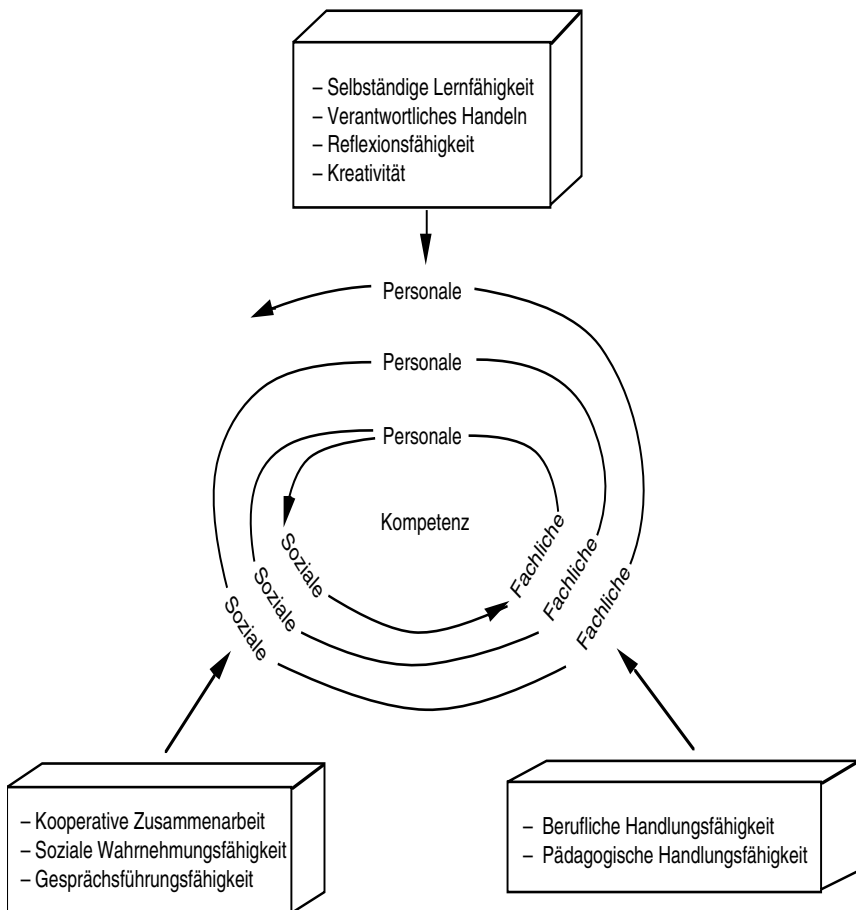 – Selbständige Lernfähigkeit
– Verantwortliches Handeln
– Reflexionsfähigkeit
– Kreativität
Personale
Personale
Personale
Kompetenz
Soziale
Fachliche
Soziale
Fachliche
Soziale
Fachliche
– Kooperative Zusammenarbeit
– Soziale Wahrnehmungsfähigkeit
– Gesprächsführungsfähigkeit
– Berufliche Handlungsfähigkeit
– Pädagogische Handlungsfähigkeit